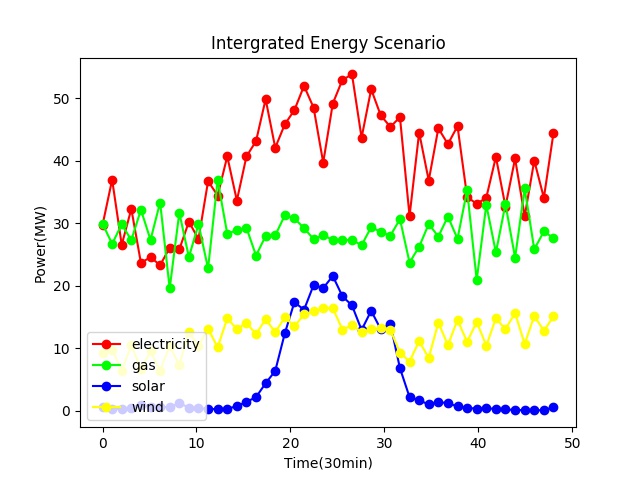 Intergrated Energy Scenario
Power(MW)
50
40
30
20
10
0
electricity
gas
solar
wind
0 10 20 30 40 50
Time(30min)